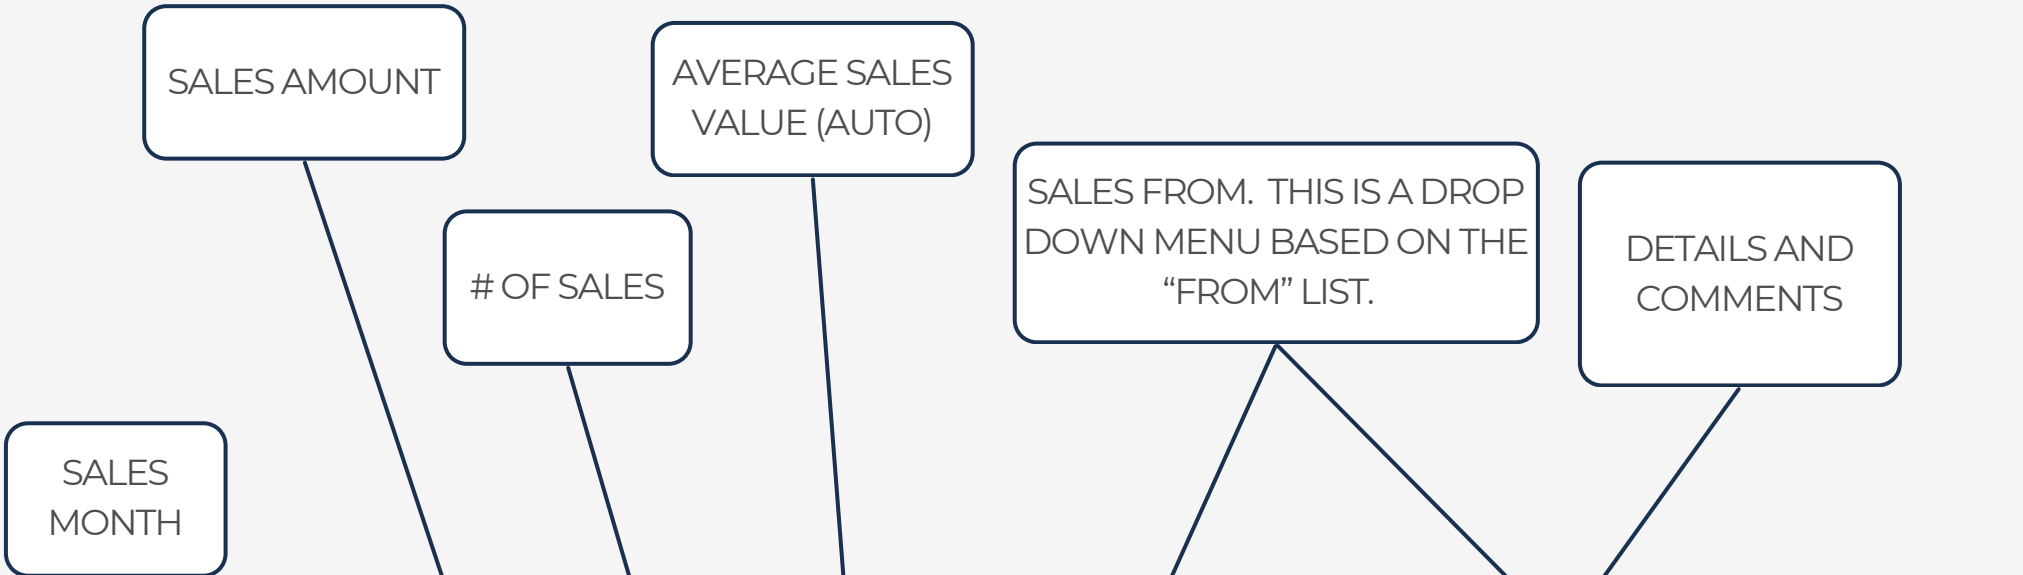 SALES AMOUNT
AVERAGE SALES
VALUE (AUTO)
SALES FROM.  THIS IS A DROP
DOWN MENU BASED ON THE
“FROM” LIST.
DETAILS AND
COMMENTS
# OF SALES
SALES
MONTH